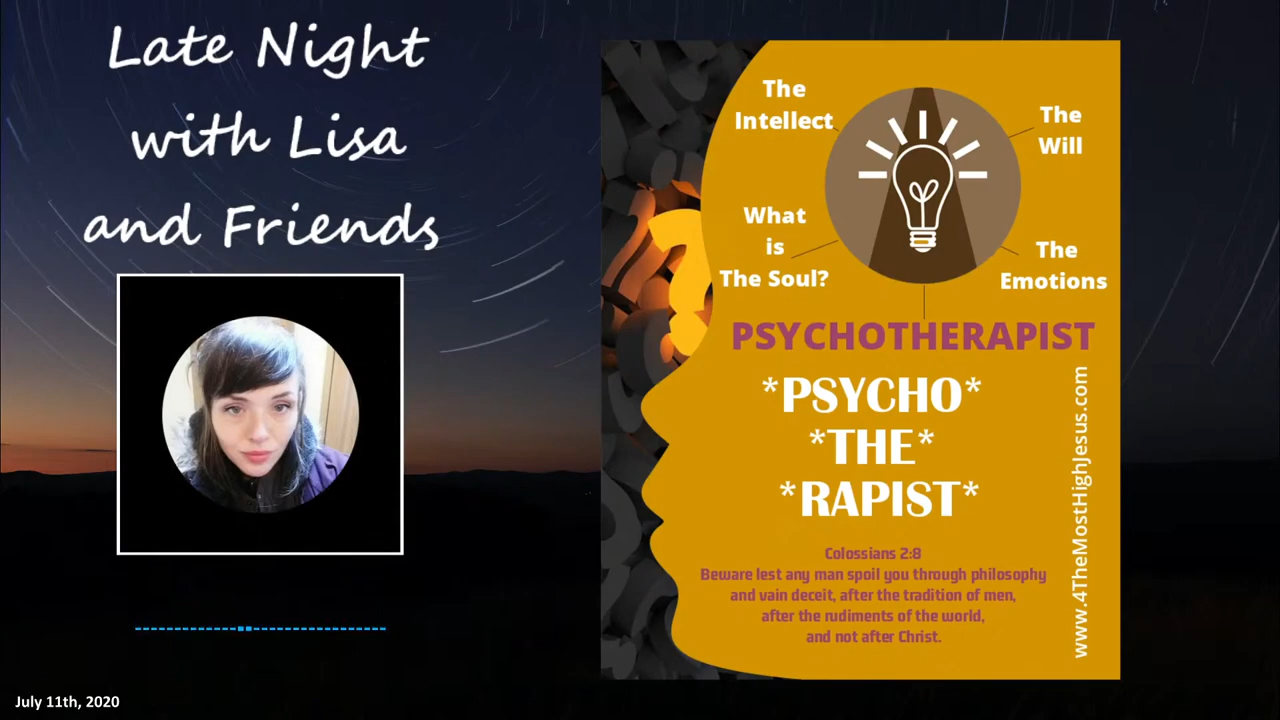 Late Night
with Lisa
and Friends
The
Intellect
The
Will
What
is
The Soul?
The
Emotions
PSYCHOTHERAPIST
*PSYCHO*
*THE*
*RAPIST*
Colossians 2:8
Beware lest any man spoil you through philosophy
and vain deceit, after the tradition of men,
after the rudiments of the world,
and not after Christ.
www.4TheMostHighJesus.com
July 11th, 2020